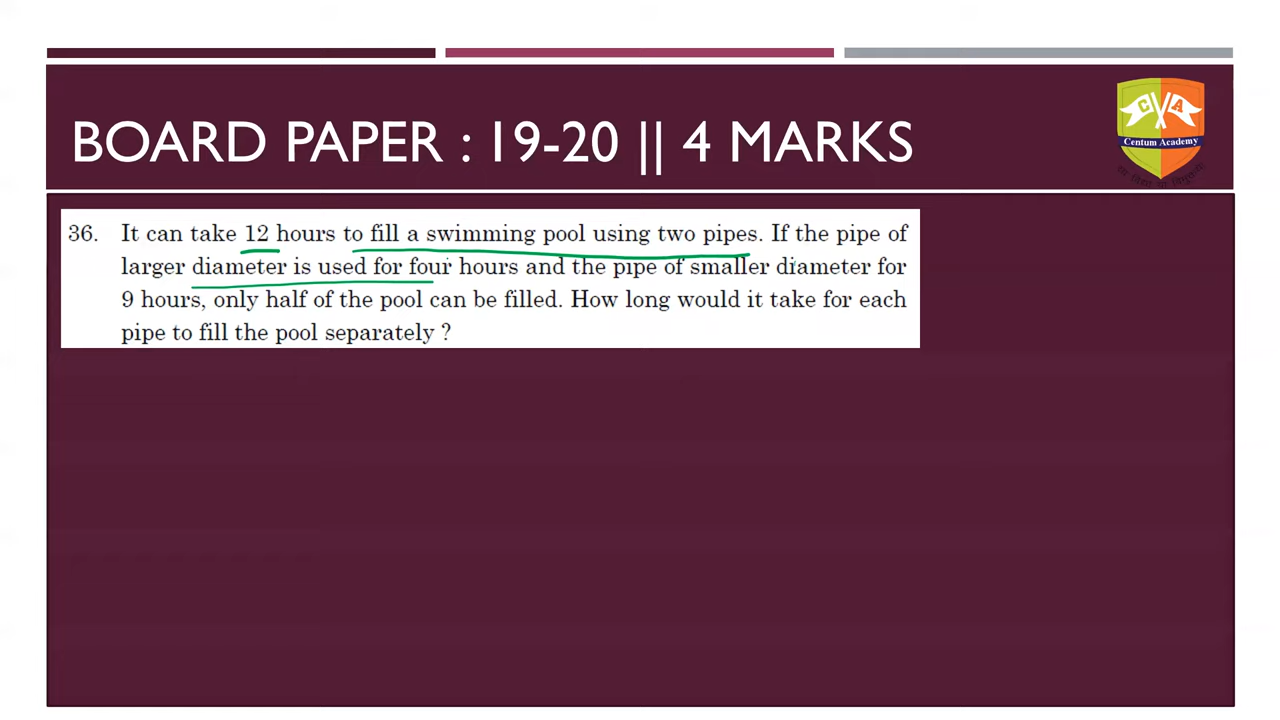 BOARD PAPER : 19-20 || 4 MARKS
C A
Centum Academy
36. It can take 12 hours to fill a swimming pool using two pipes. If the pipe of
larger diameter is used for four hours and the pipe of smaller diameter for
9 hours, only half of the pool can be filled. How long would it take for each
pipe to fill the pool separately ?